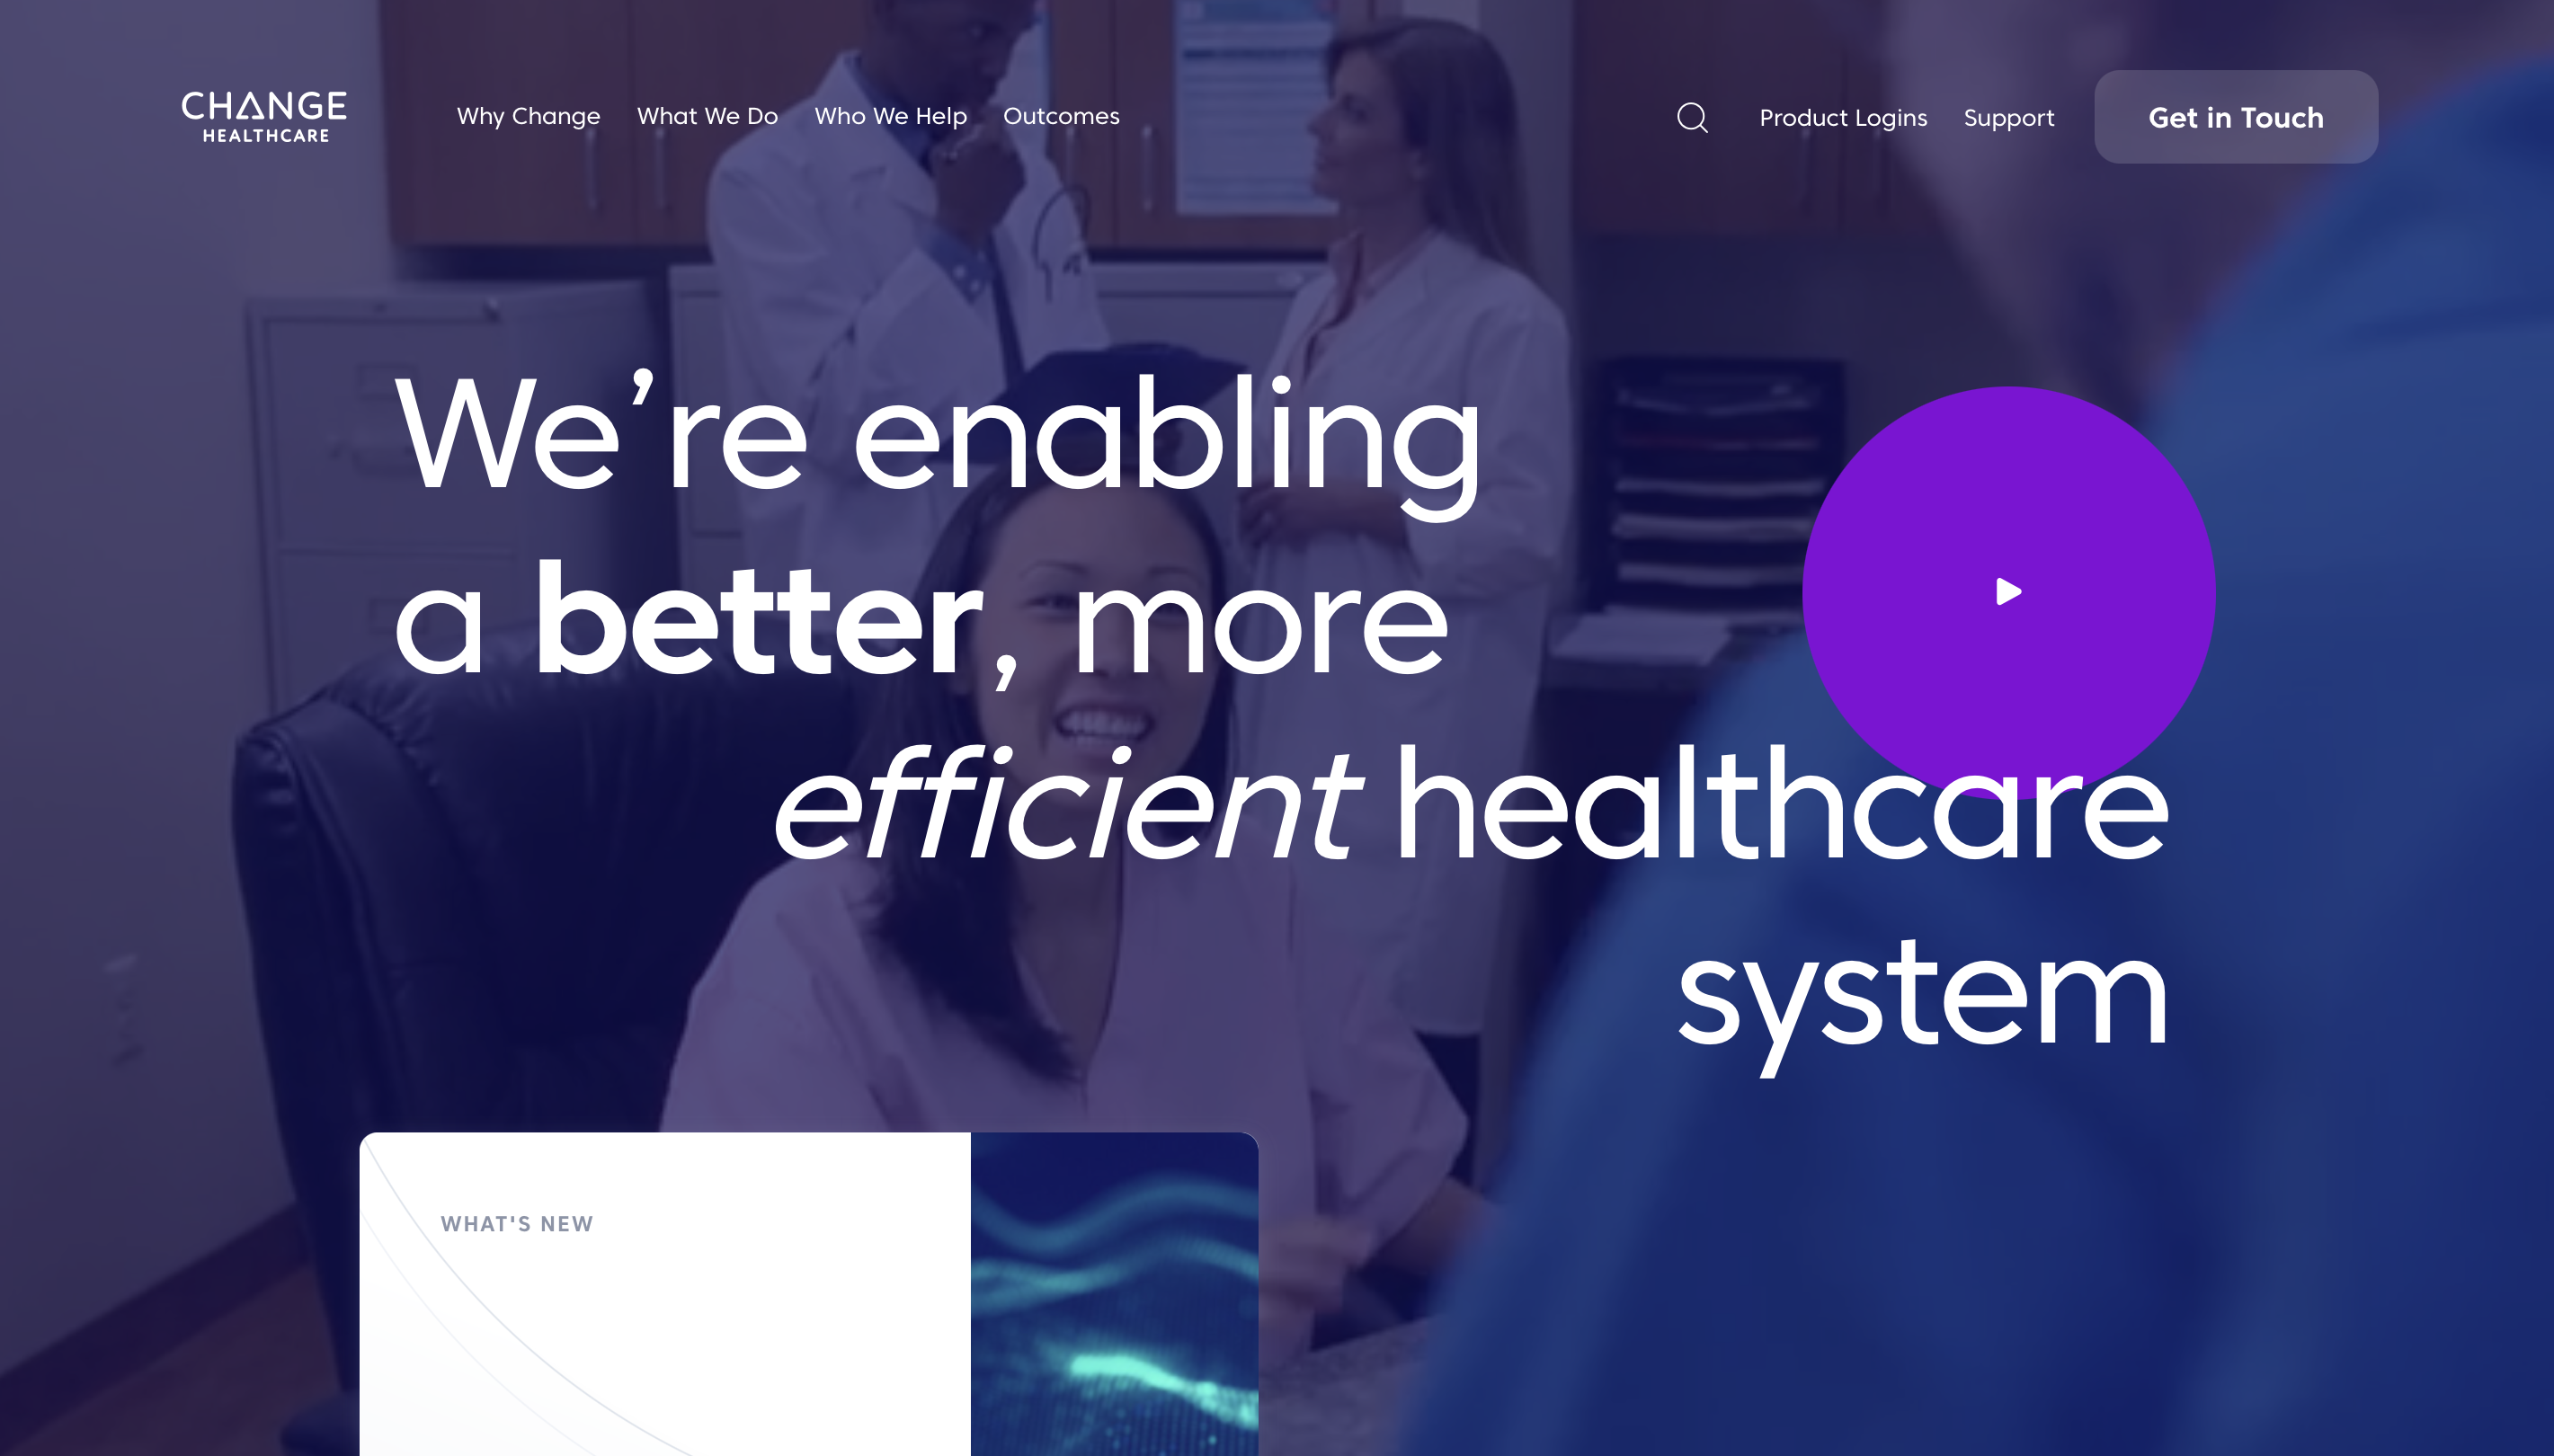 CHANGE
HEALTHCARE
Why Change
What We Do
Who We Help
Outcomes
Product Logins
Support
Get in Touch
We’re enabling
a better, more
efficient healthcare
system
WHAT'S NEW